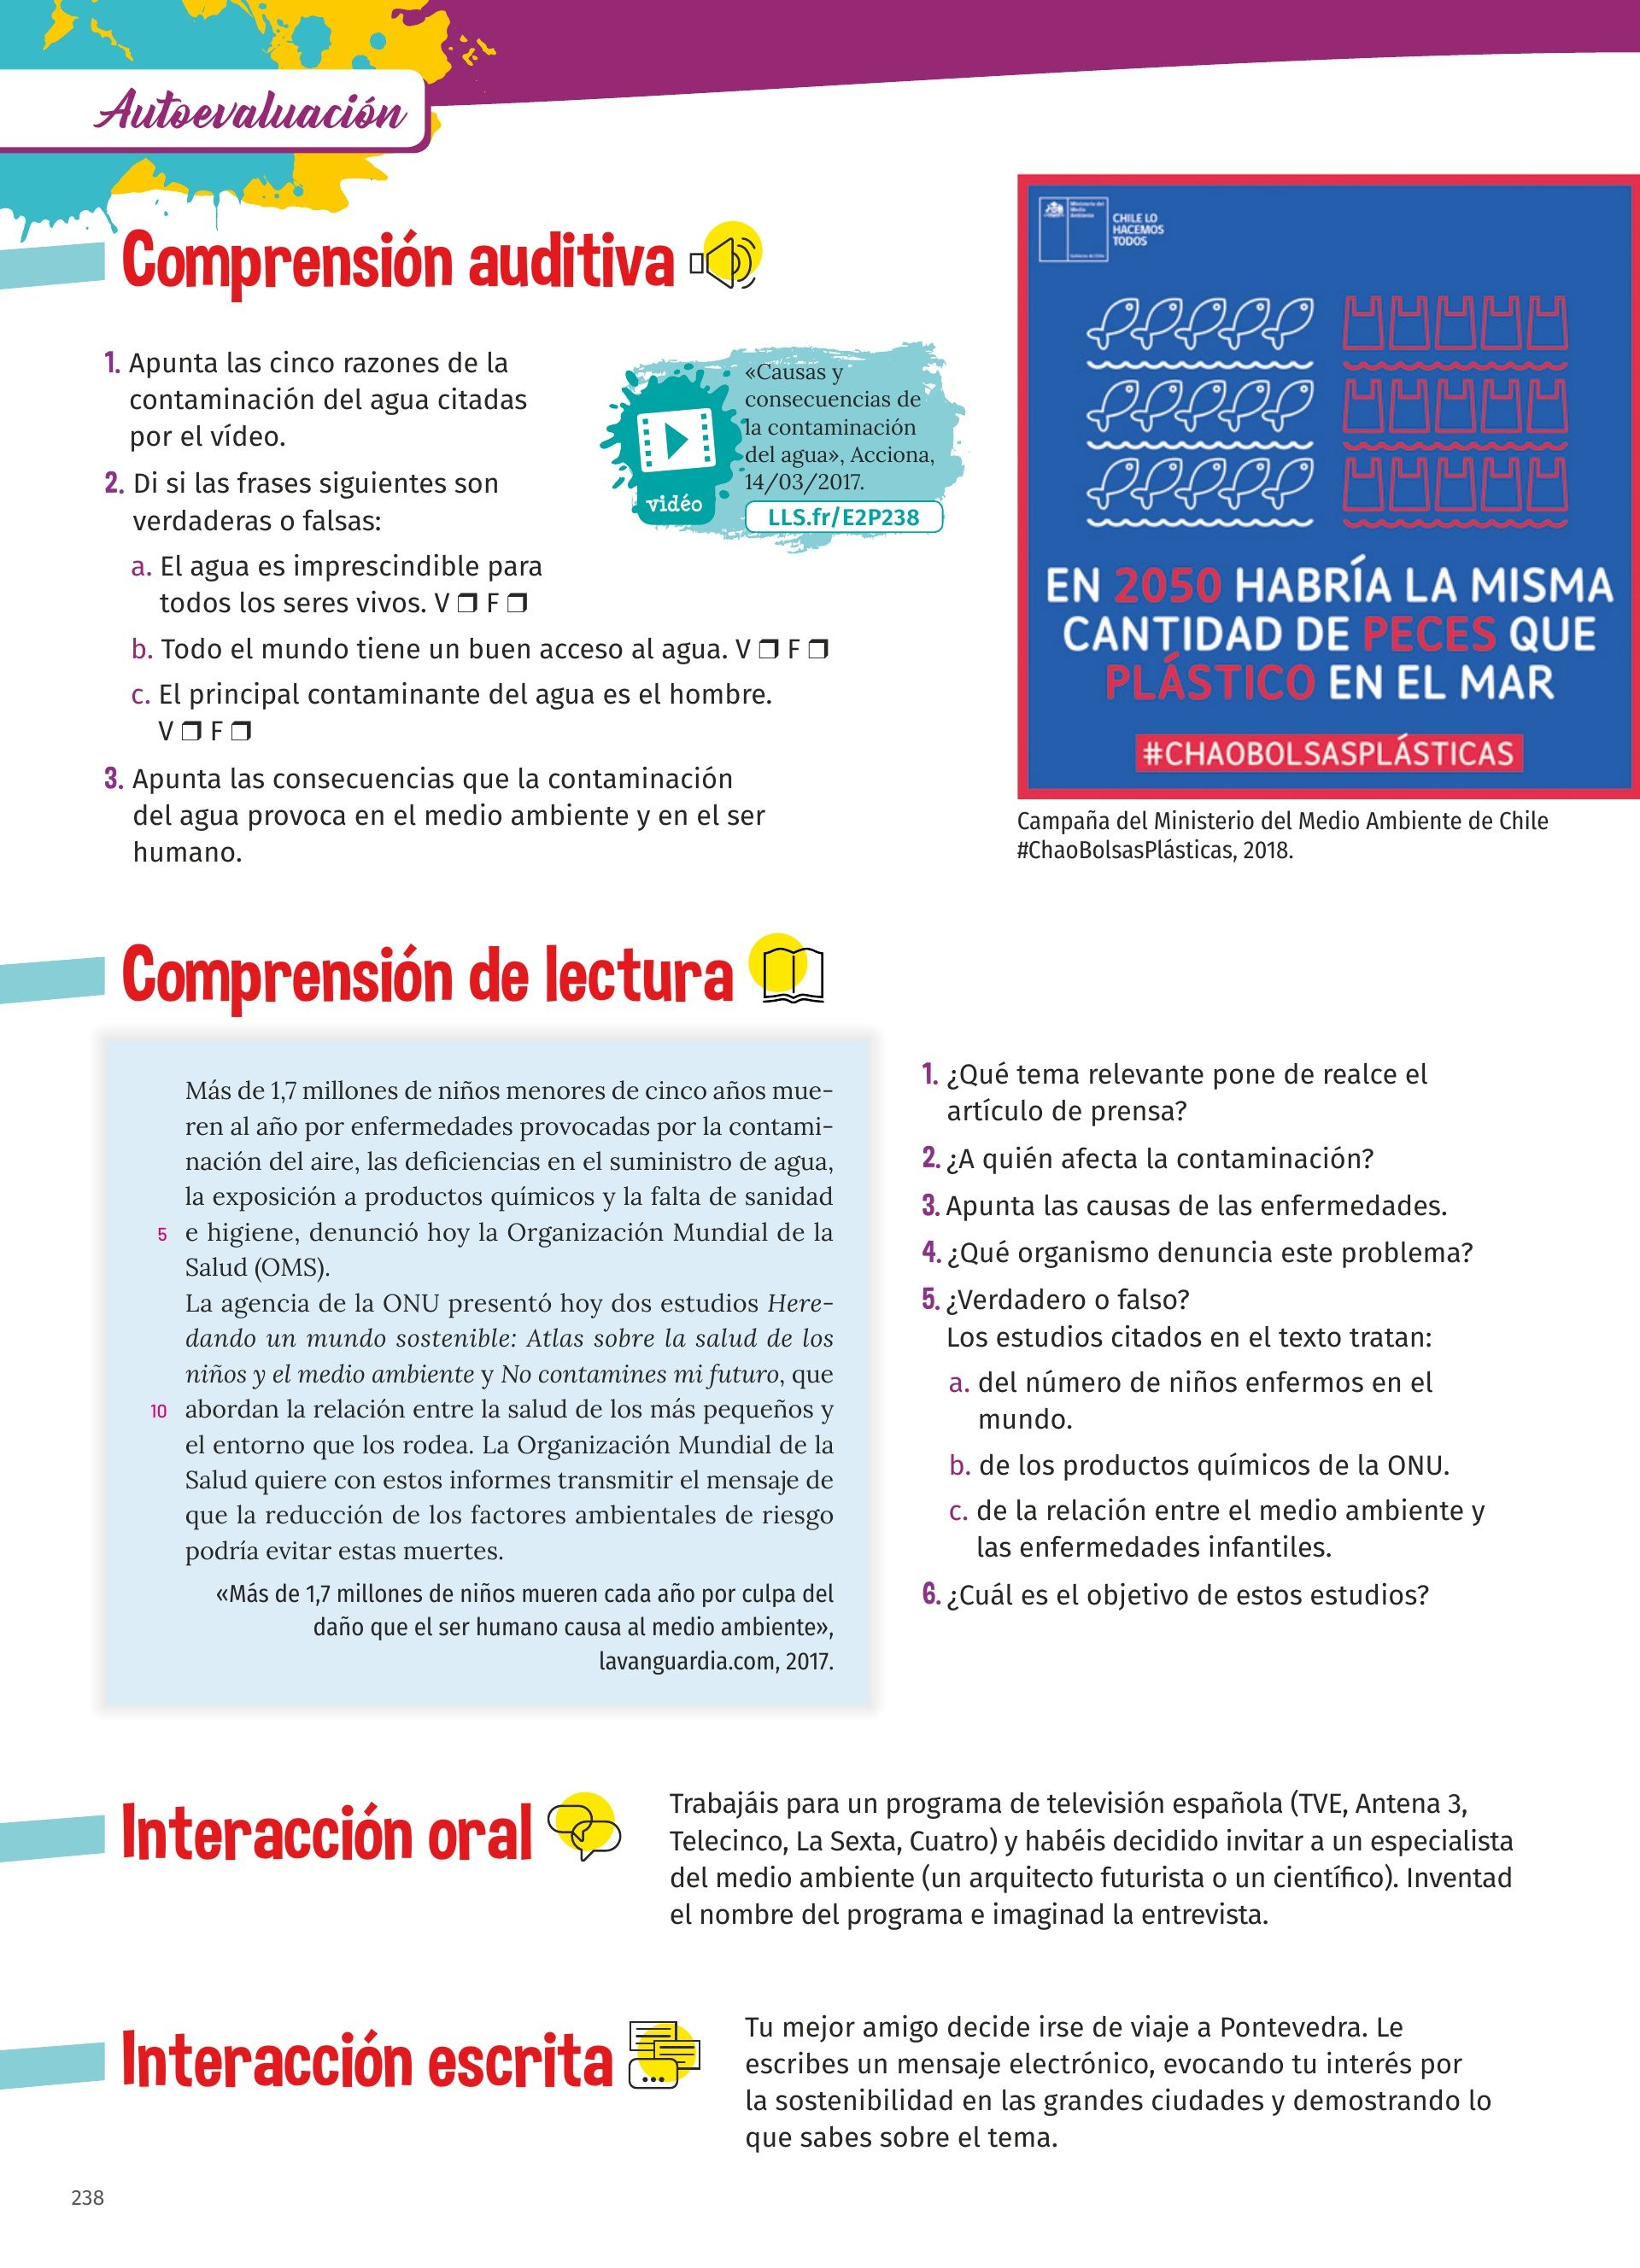 Autoevaluación
Comprensión auditiva
1. Apunta las cinco razones de la
contaminación del agua citadas
por el vídeo.
2. Di si las frases siguientes son
verdaderas o falsas:
a. El agua es imprescindible para
todos los seres vivos. V ❒ F ❒
b. Todo el mundo tiene un buen acceso al agua. V ❒ F ❒
c. El principal contaminante del agua es el hombre.
V ❒ F ❒
3. Apunta las consecuencias que la contaminación
del agua provoca en el medio ambiente y en el ser
humano.
vidéo
«Causas y
consecuencias de
la contaminación
del agua», Acciona,
14/03/2017.
LLS.fr/E2P238
Ministerio del
Medio
Ambiente
Gobierno de Chile
CHILE LO
HACEMOS
TODOS
EN 2050 HABRÍA LA MISMA
CANTIDAD DE PECES QUE
PLÁSTICO EN EL MAR
#CHAOBOLSASPLÁSTICAS
Campaña del Ministerio del Medio Ambiente de Chile
#ChaoBolsasPlásticas, 2018.
Comprensión de lectura
Más de 1,7 millones de niños menores de cinco años mue-
ren al año por enfermedades provocadas por la contami-
nación del aire, las deficiencias en el suministro de agua,
la exposición a productos químicos y la falta de sanidad
5 e higiene, denunció hoy la Organización Mundial de la
Salud (OMS).
La agencia de la ONU presentó hoy dos estudios Here-
dando un mundo sostenible: Atlas sobre la salud de los
niños y el medio ambiente y No contamines mi futuro, que
10 abordan la relación entre la salud de los más pequeños y
el entorno que los rodea. La Organización Mundial de la
Salud quiere con estos informes transmitir el mensaje de
que la reducción de los factores ambientales de riesgo
podría evitar estas muertes.
«Más de 1,7 millones de niños mueren cada año por culpa del
daño que el ser humano causa al medio ambiente»,
lavanguardia.com, 2017.
1. ¿Qué tema relevante pone de realce el
artículo de prensa?
2. ¿A quién afecta la contaminación?
3. Apunta las causas de las enfermedades.
4. ¿Qué organismo denuncia este problema?
5. ¿Verdadero o falso?
Los estudios citados en el texto tratan:
a. del número de niños enfermos en el
mundo.
b. de los productos químicos de la ONU.
c. de la relación entre el medio ambiente y
las enfermedades infantiles.
6. ¿Cuál es el objetivo de estos estudios?
Interacción oral
Trabajáis para un programa de televisión española (TVE, Antena 3,
Telecinco, La Sexta, Cuatro) y habéis decidido invitar a un especialista
del medio ambiente (un arquitecto futurista o un científico). Inventad
el nombre del programa e imaginad la entrevista.
Interacción escrita
Tu mejor amigo decide irse de viaje a Pontevedra. Le
escribes un mensaje electrónico, evocando tu interés por
la sostenibilidad en las grandes ciudades y demostrando lo
que sabes sobre el tema.
238